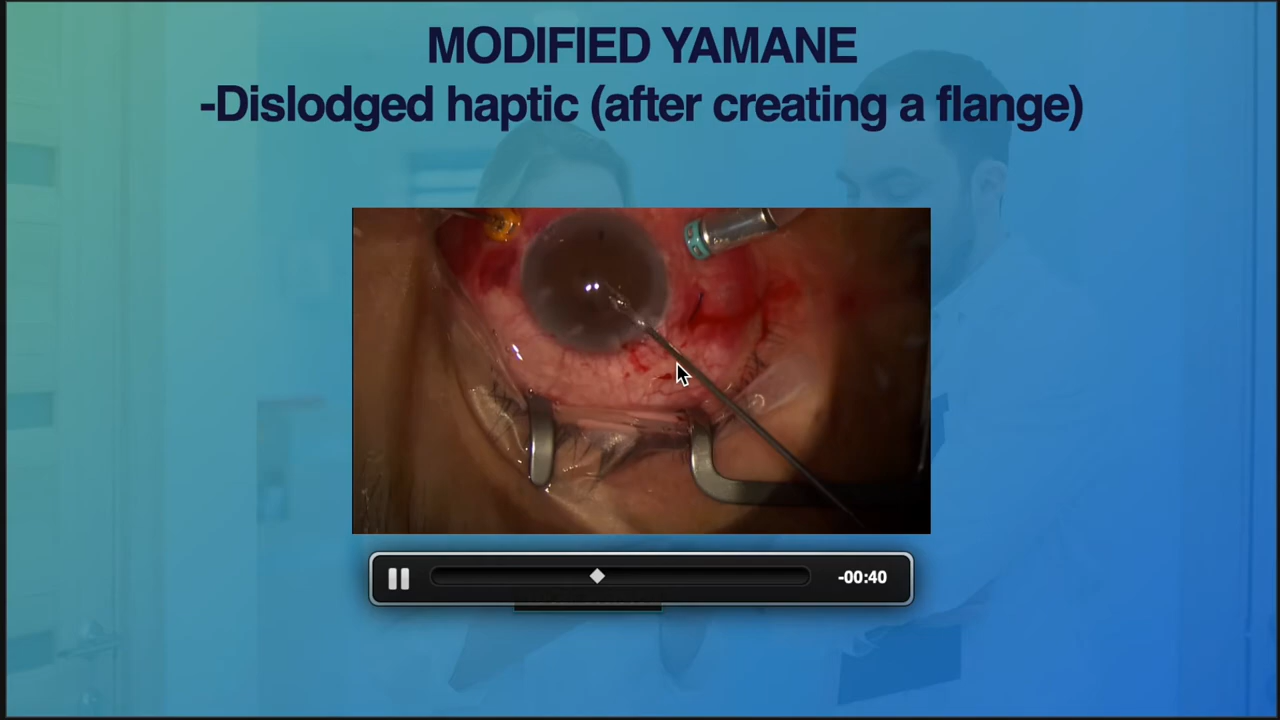 MODIFIED YAMANE
-Dislodged haptic (after creating a flange)
-00:40